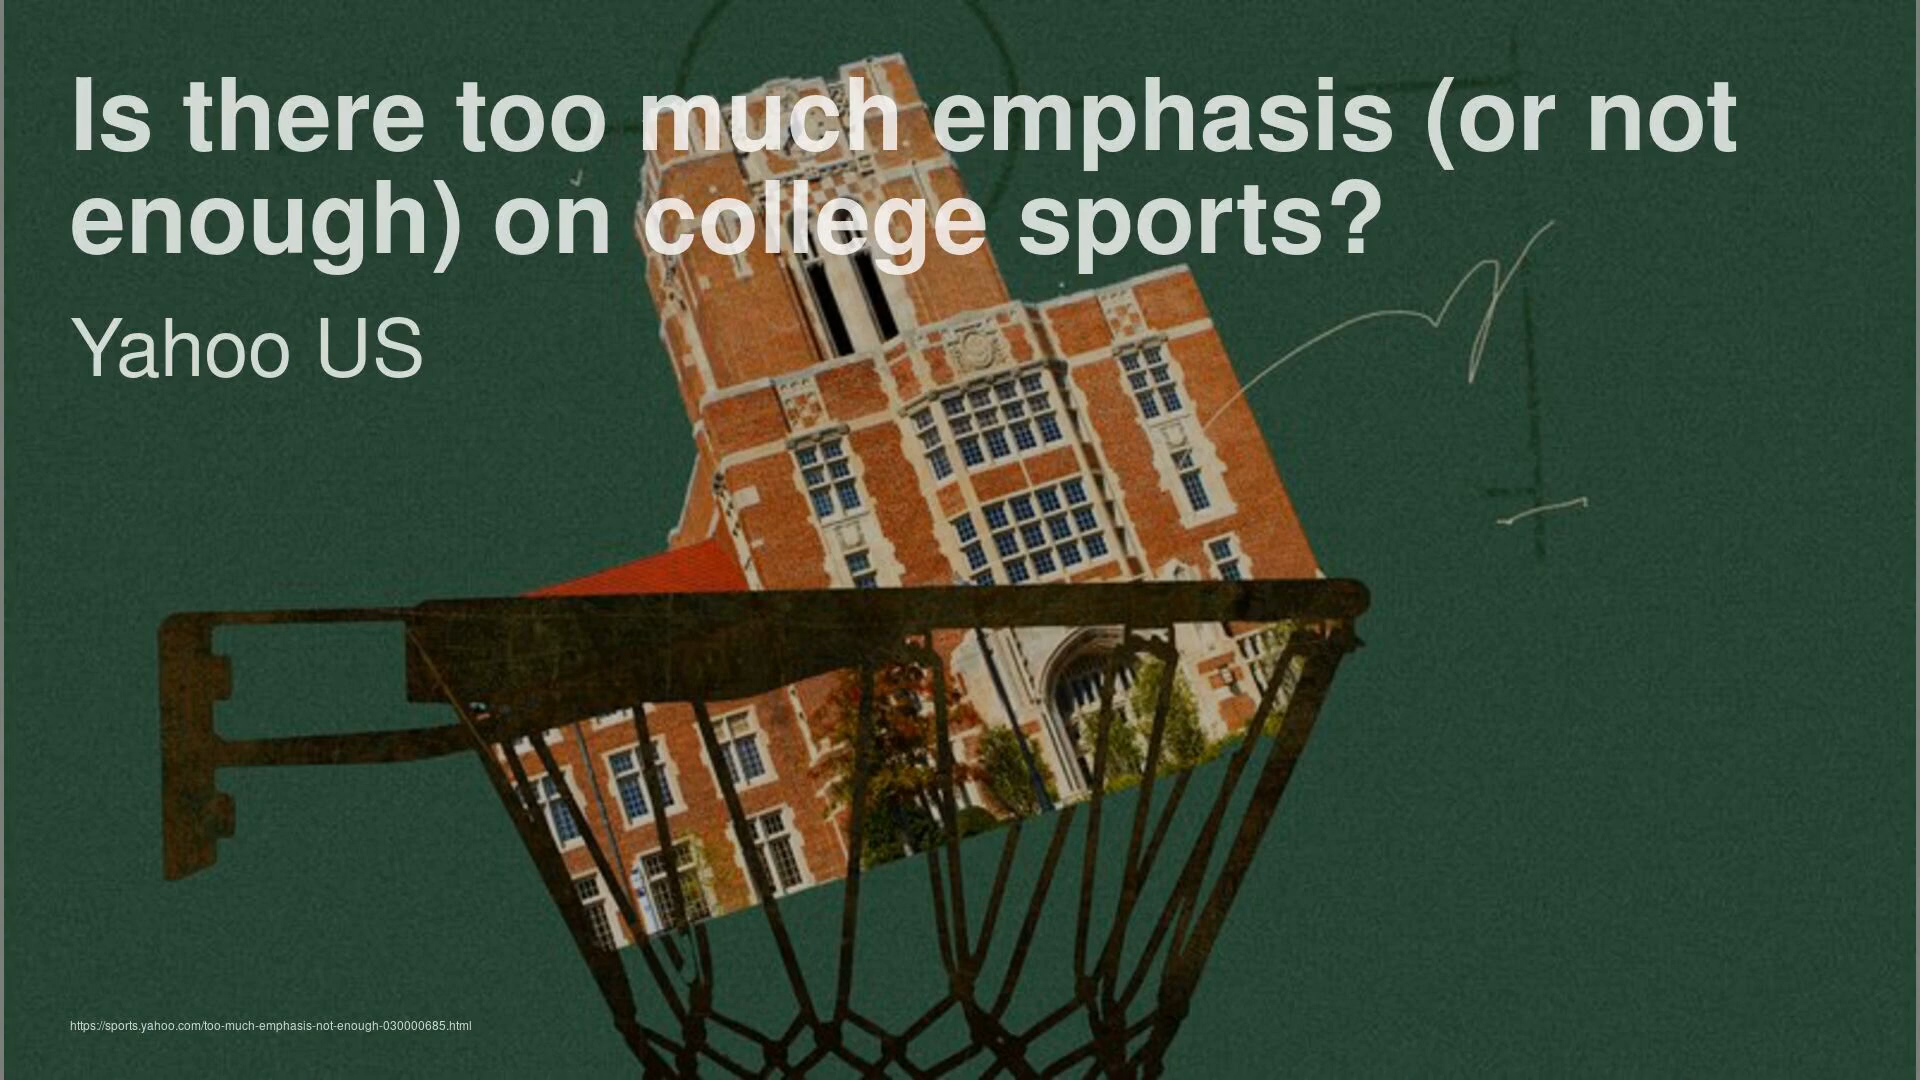 Is there too much emphasis (or not
enough) on college sports?
Yahoo US
https://sports.yahoo.com/too-much-emphasis-not-enough-030000685.html